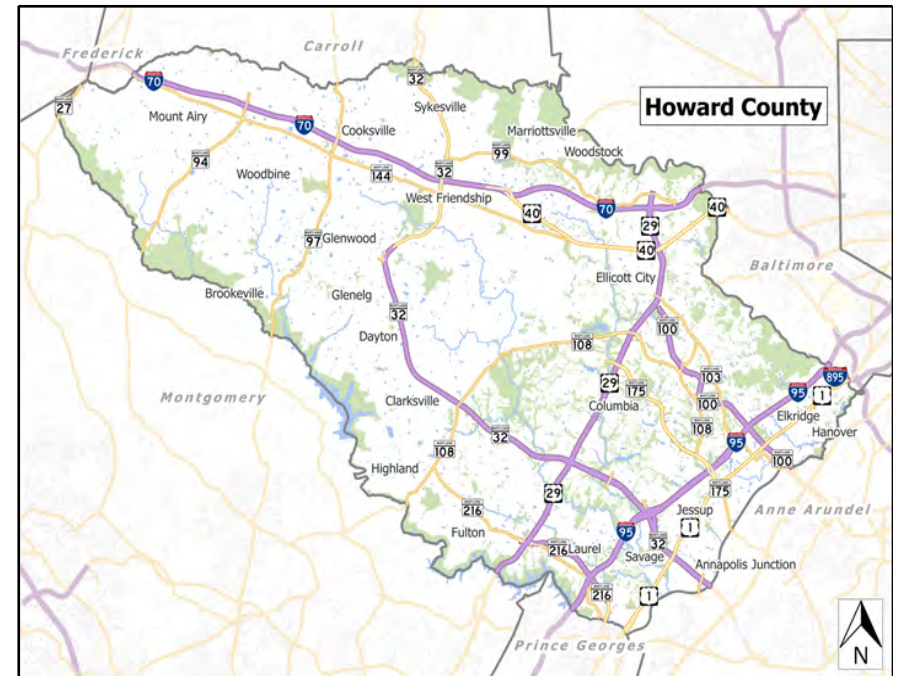 Frederick
Carroll
70
32
27
Sykesville
Howard County
Mount Airy
70
Cooksville
Marriottsville
99
Woodstock
94
Woodbine
144
32
West Friendship
70
40
40
29
97
Glenwood
40
Baltimore
Ellicott City
Brookeville
Glenelg
32
Dayton
100
108
895
29
175
103
95
1
Montgomery
Clarksville
Columbia
100
Elkridge
108
Hanover
32
95
108
100
Highland
175
29
Jessup
Anne Arundel
216
1
Fulton
95
216
Laurel
32
Savage
Annapolis Junction
216
1
Prince Georges
N